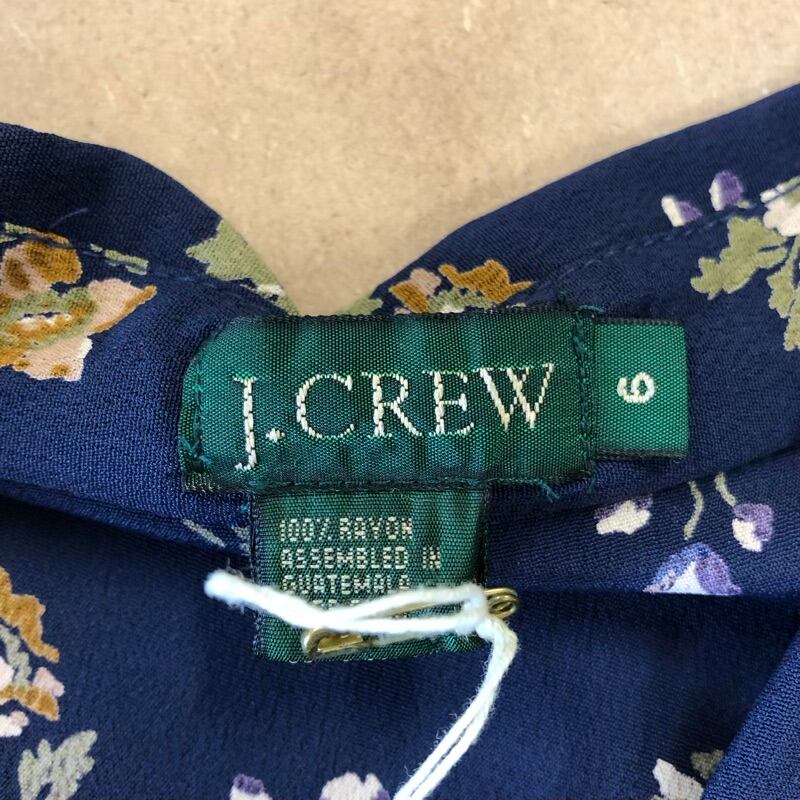 J.CREW
6
100% RAYON
ASSEMBLED IN
GUATEMALA